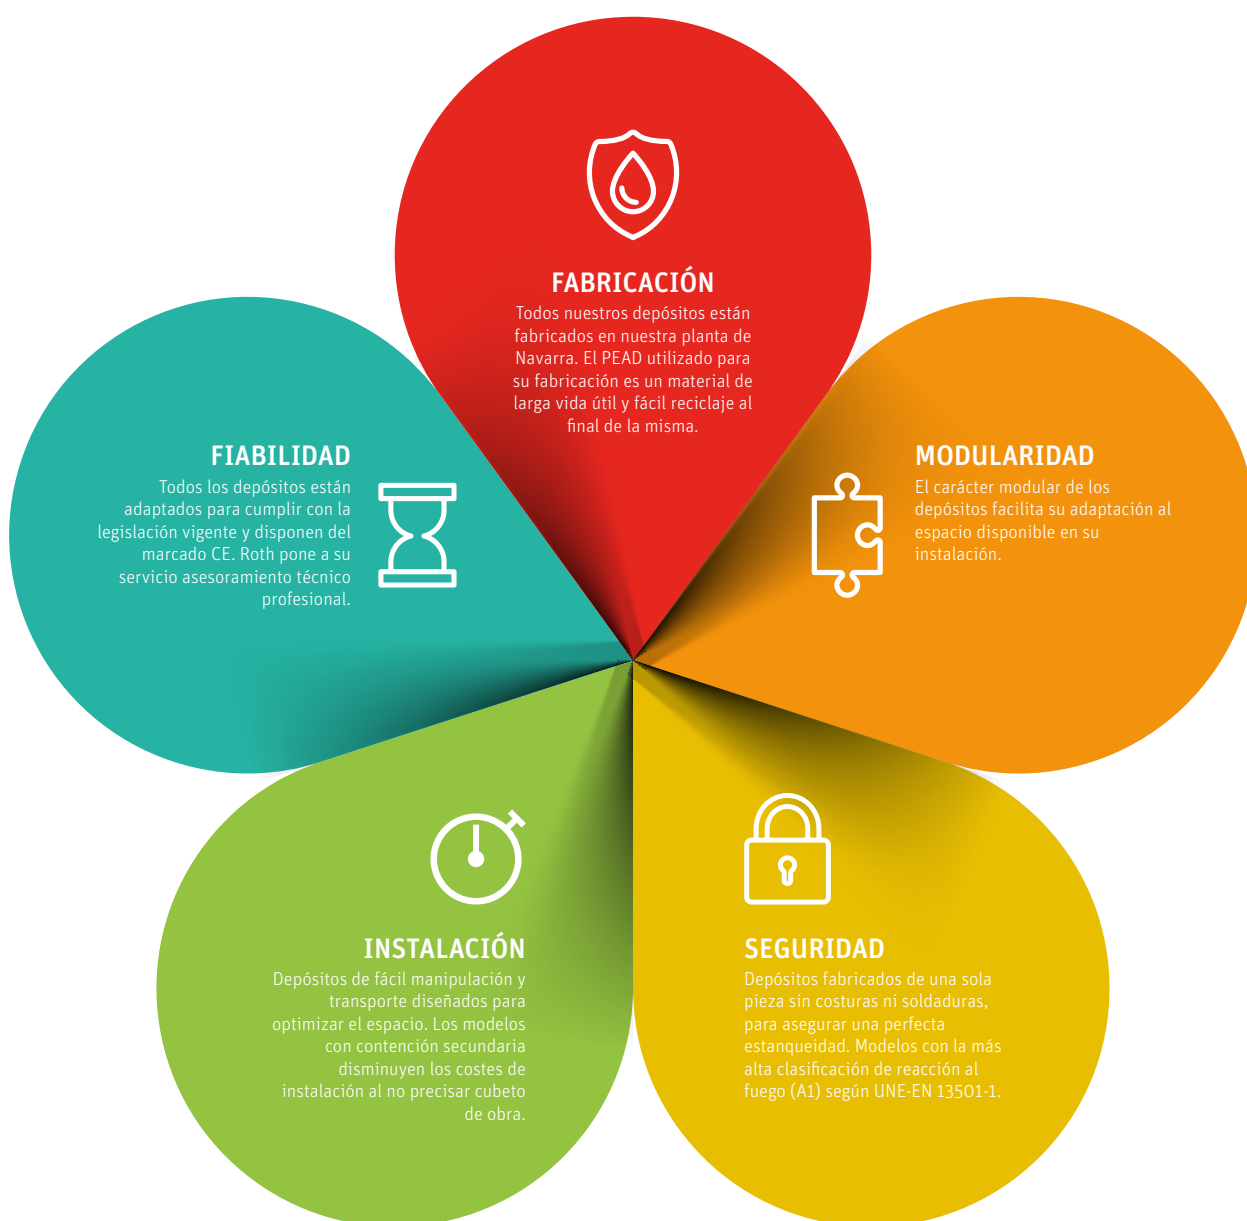 FABRICACIÓN
Todos nuestros depósitos están
fabricados en nuestra planta de
Navarra. El PEAD utilizado para
su fabricación es un material de
larga vida útil y fácil reciclaje al
final de la misma.
FIABILIDAD
Todos los depósitos están
adaptados para cumplir con la
legislación vigente y disponen del
marcado CE. Roth pone a su
servicio asesoramiento técnico
profesional.
MODULARIDAD
El carácter modular de los
depósitos facilita su adaptación al
espacio disponible en su
instalación.
INSTALACIÓN
Depósitos de fácil manipulación y
transporte diseñados para
optimizar el espacio. Los modelos
con contención secundaria
disminuyen los costes de
instalación al no precisar cubeto
de obra.
SEGURIDAD
Depósitos fabricados de una sola
pieza sin costuras ni soldaduras,
para asegurar una perfecta
estanqueidad. Modelos con la más
alta clasificación de reacción al
fuego (A1) según UNE-EN 13501-1.